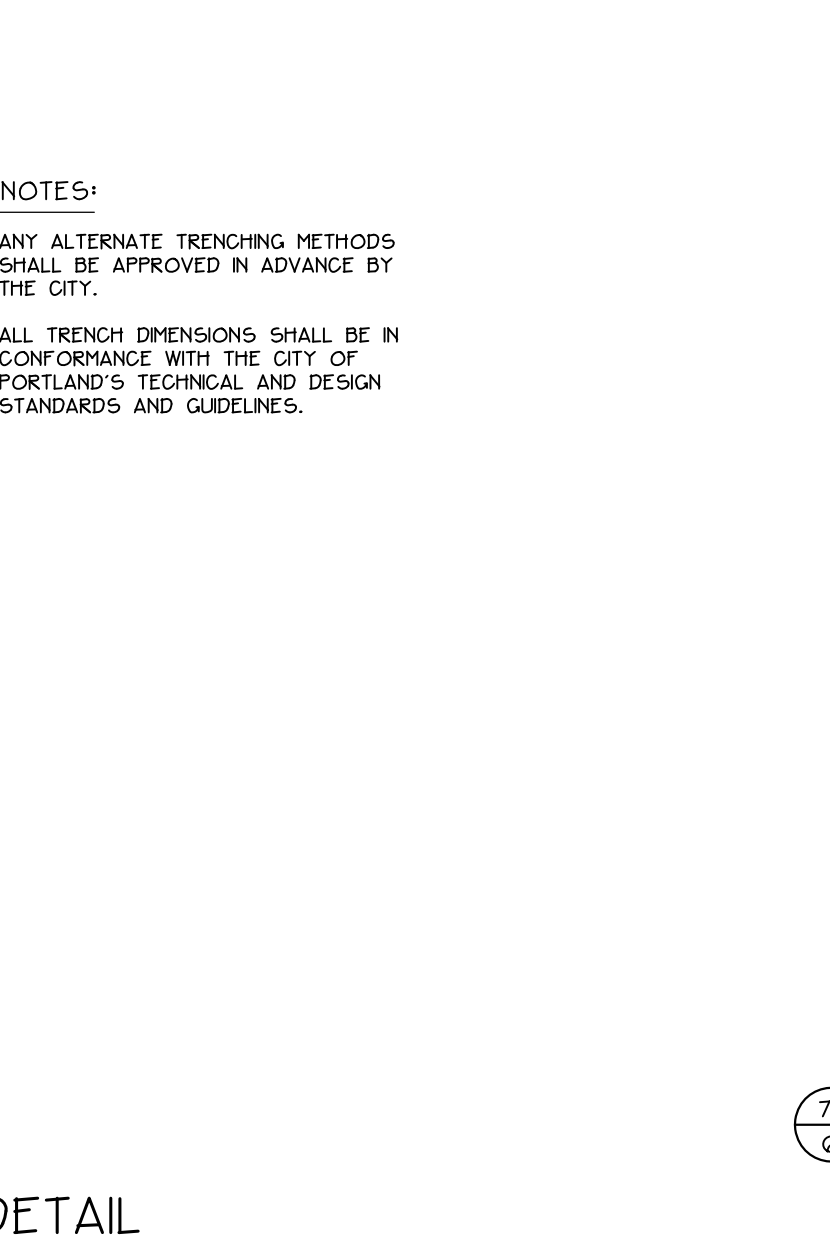 NOTES:
ANY ALTERNATE TRENCHING METHODS
SHALL BE APPROVED IN ADVANCE BY
THE CITY.
ALL TRENCH DIMENSIONS SHALL BE IN
CONFORMANCE WITH THE CITY OF
PORTLAND'S TECHNICAL AND DESIGN
STANDARDS AND GUIDELINES.
7
DETAIL